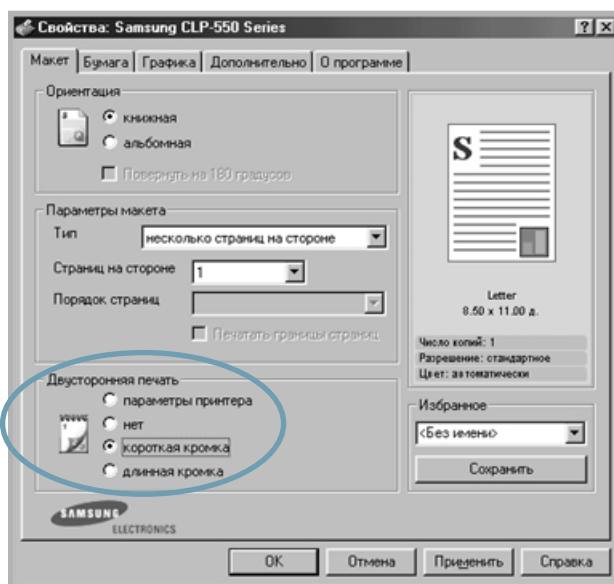 Свойства: Samsung CLP-550 Series
Макет Бумага Графика Дополнительно О программе
Ориентация
книжная
альбомная
Повернуть на 180 градусов
Параметры макета
Тип несколько страниц на стороне
Страниц на стороне 1
Порядок страниц
Печатать границы страниц
Двусторонняя печать
параметры принтера
нет
короткая кромка
длинная кромка
S
Letter
8.50 x 11.00 д.
Число копий: 1
Разрешение: стандартное
Цвет: автоматически
Избранное
<Без имени>
Сохранить
SAMSUNG
ELECTRONICS
OK Отмена Применить Справка